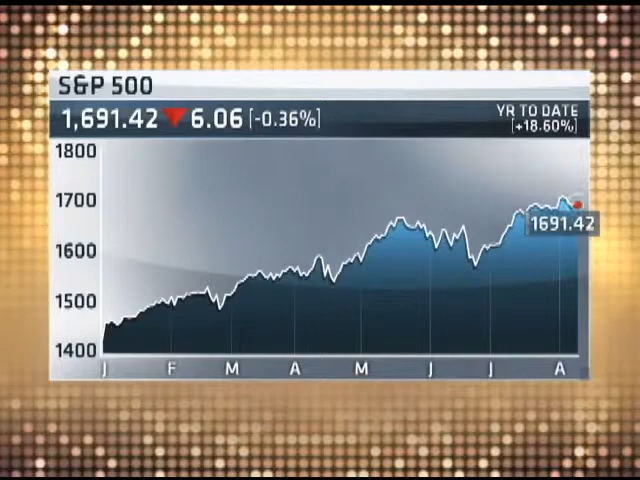 S&P 500
1,691.42 ▼ 6.06 [-0.36%]
YR TO DATE
[+18.60%]
1800
1700
1691.42
1600
1500
1400
J F M A M J J A